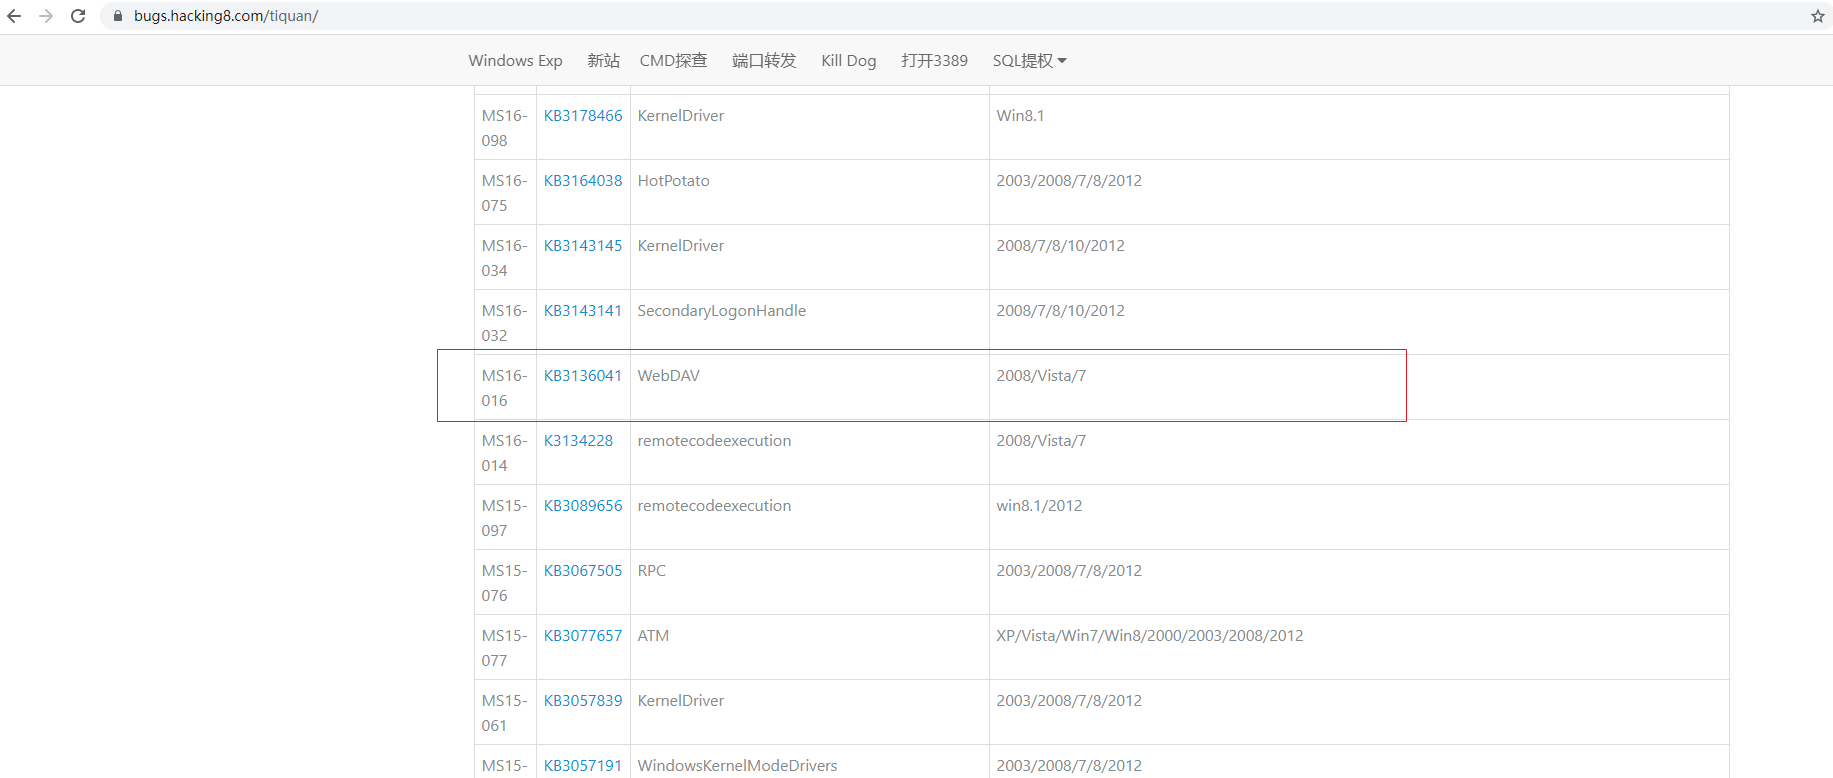 bugs.hacking8.com/tiquan/
Windows Exp 新站 CMD探查 端口转发 Kill Dog 打开3389 SQL提权
MS16-098 KB3178466 KernelDriver Win8.1
MS16-075 KB3164038 HotPotato 2003/2008/7/8/2012
MS16-034 KB3143145 KernelDriver 2008/7/8/10/2012
MS16-032 KB3143141 SecondaryLogonHandle 2008/7/8/10/2012
MS16-016 KB3136041 WebDAV 2008/Vista/7
MS16-014 K3134228 remotecodeexecution 2008/Vista/7
MS15-097 KB3089656 remotecodeexecution win8.1/2012
MS15-076 KB3067505 RPC 2003/2008/7/8/2012
MS15-077 KB3077657 ATM XP/Vista/Win7/Win8/2000/2003/2008/2012
MS15-061 KB3057839 KernelDriver 2003/2008/7/8/2012
MS15- KB3057191 WindowsKernelModeDrivers 2003/2008/7/8/2012